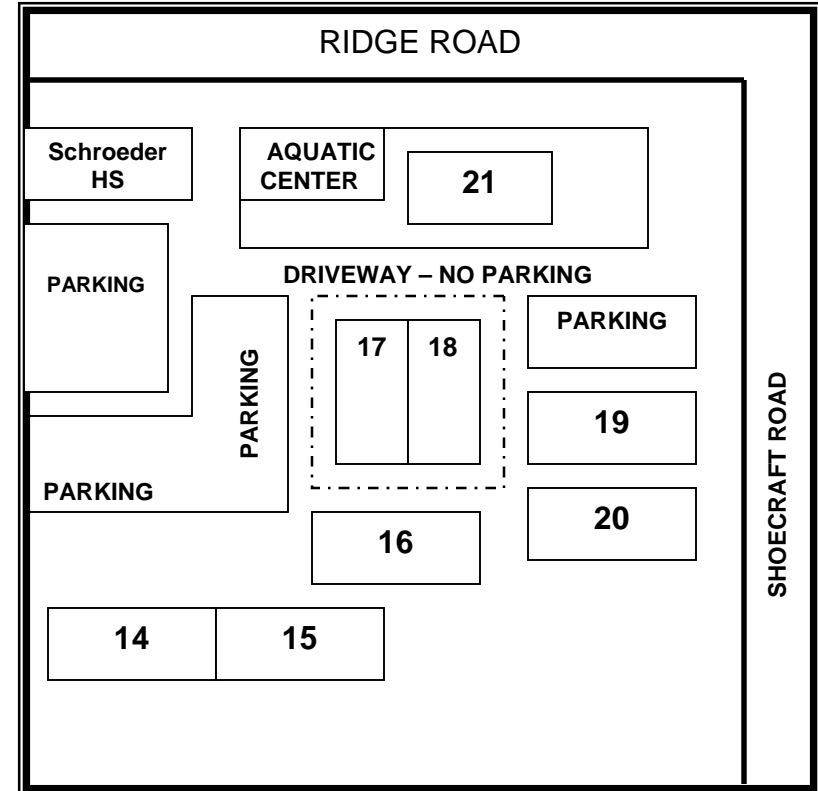 RIDGE ROAD
Schroeder
HS
AQUATIC
CENTER
21
PARKING
DRIVEWAY – NO PARKING
PARKING
17
18
PARKING
19
PARKING
20
16
14
15
SHOECRAFT ROAD